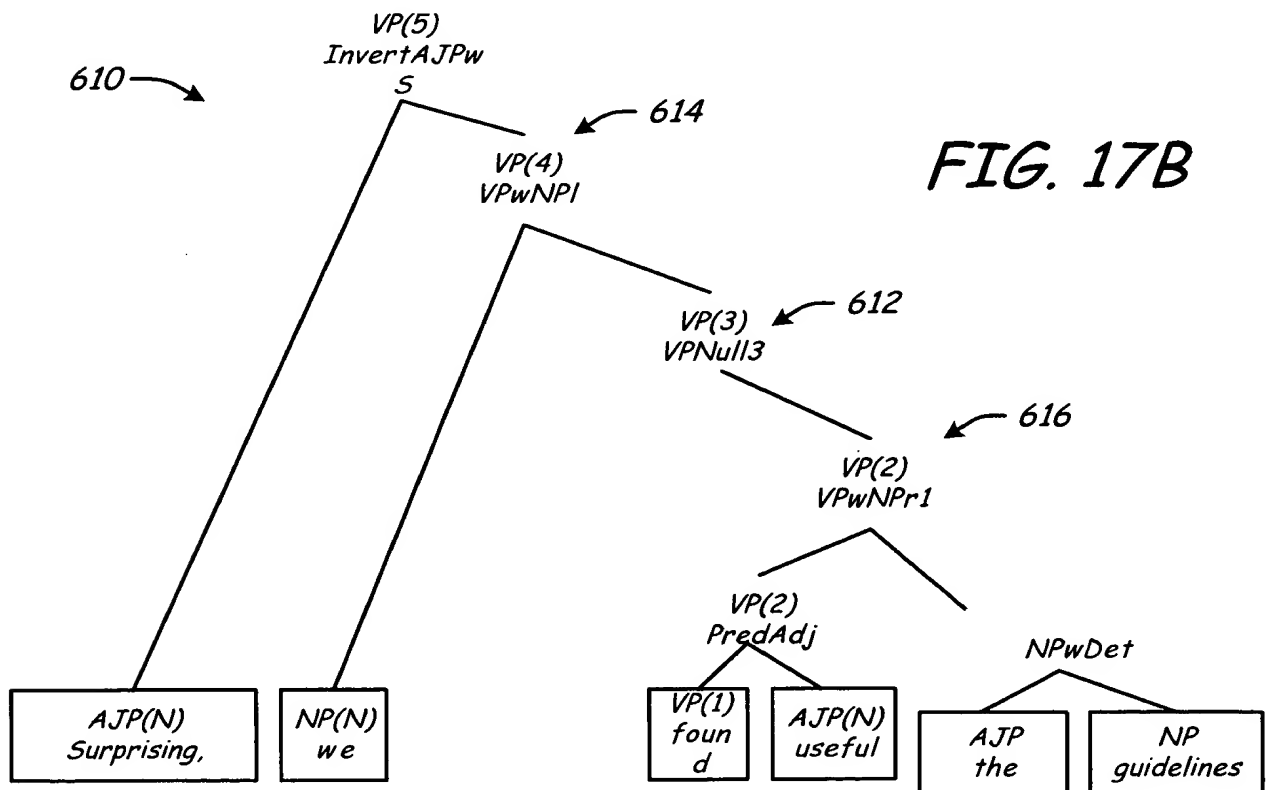 VP(5)
InvertAJPw
S
610
614
VP(4)
VPwNPl
FIG. 17B
VP(3)
VPNull3
612
616
VP(2)
VPwNPr1
VP(2)
PredAdj
NPwDet
AJP(N)
Surprising,
NP(N)
we
VP(1)
foun
d
AJP(N)
useful
AJP
the
NP
guidelines